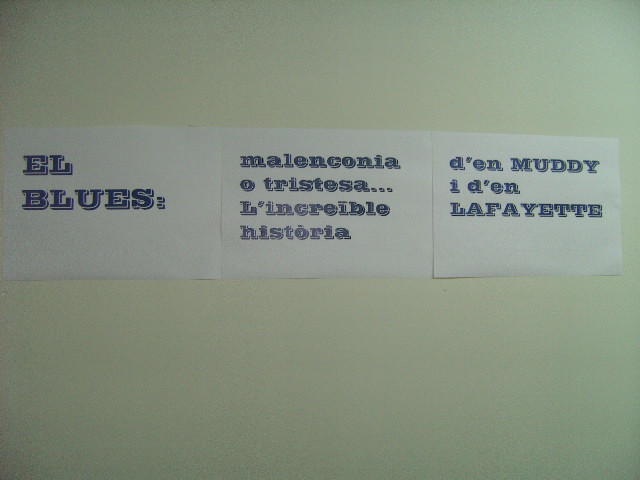 EL
BLUES:
malenconia
o tristesa...
L'increïble
història
d'en MUDDY
i d'en
LAFAYETTE